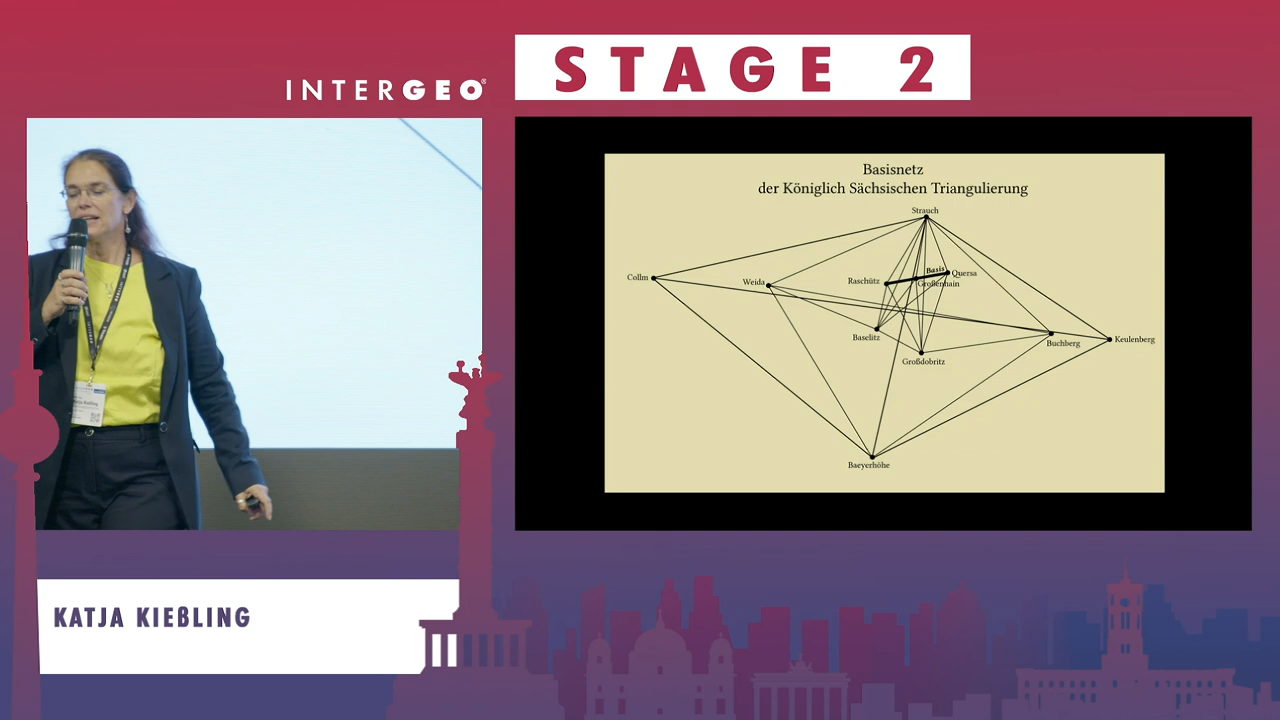 INTERGEO®
STAGE 2
Basisnetz
der Königlich Sächsischen Triangulierung
Strauch
Collm
Weida
Raschütz
Basis
Quersa
Großenhain
Baselitz
Großdobritz
Buchberg
Keulenberg
Baeyerhöhe
KATJA KIEßLING